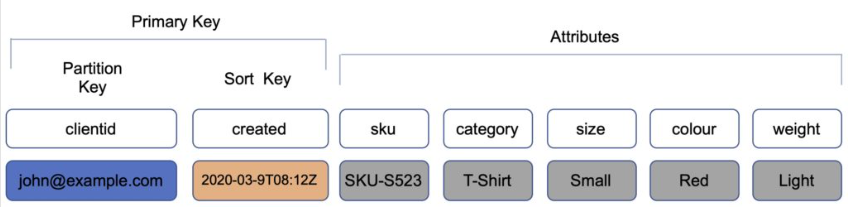 Primary Key
Attributes
Partition
Key
Sort Key
clientid created sku category size colour weight
john@example.com 2020-03-9T08:12Z SKU-S523 T-Shirt Small Red Light